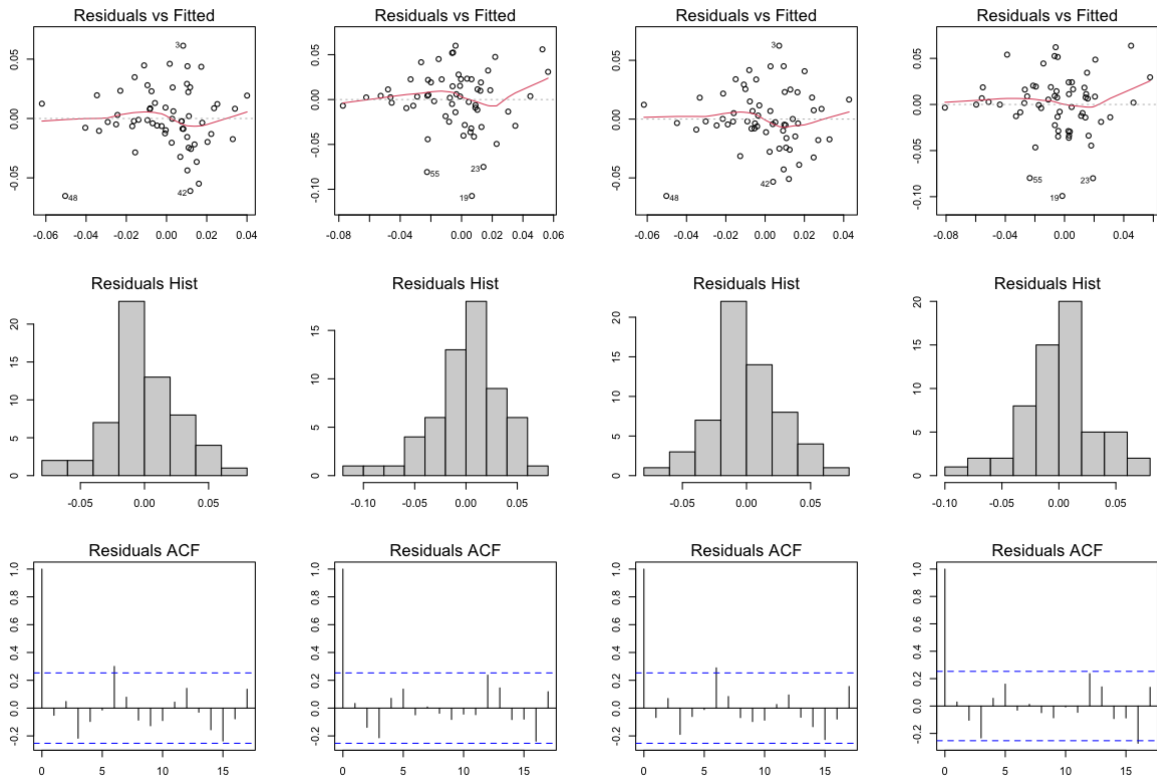 Residuals vs Fitted
Residuals vs Fitted
Residuals vs Fitted
Residuals vs Fitted
3
42
48
-0.05 0.00 0.05
-0.06 -0.04 -0.02 0.00 0.02 0.04
55
23
19
-0.10 -0.05 0.00 0.05
-0.08 -0.04 0.00 0.02 0.04 0.06
3
42
48
-0.05 0.00 0.05
-0.06 -0.04 -0.02 0.00 0.02 0.04
55
23
19
-0.10 -0.05 0.00 0.05
-0.08 -0.04 0.00 0.02 0.04 0.06
Residuals Hist
Residuals Hist
Residuals Hist
Residuals Hist
0 5 10 15 20
-0.05 0.00 0.05
0 5 10 15
-0.10 -0.05 0.00 0.05
0 5 10 15 20
-0.05 0.00 0.05
0 5 10 15 20
-0.10 -0.05 0.00 0.05
Residuals ACF
Residuals ACF
Residuals ACF
Residuals ACF
-0.2 0.0 0.2 0.4 0.6 0.8 1.0
0 5 10 15
-0.2 0.0 0.2 0.4 0.6 0.8 1.0
0 5 10 15
-0.2 0.0 0.2 0.4 0.6 0.8 1.0
0 5 10 15
-0.2 0.0 0.2 0.4 0.6 0.8 1.0
0 5 10 15